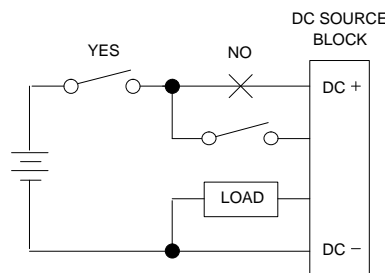 DC SOURCE
BLOCK
YES
NO
DC +
LOAD
DC −